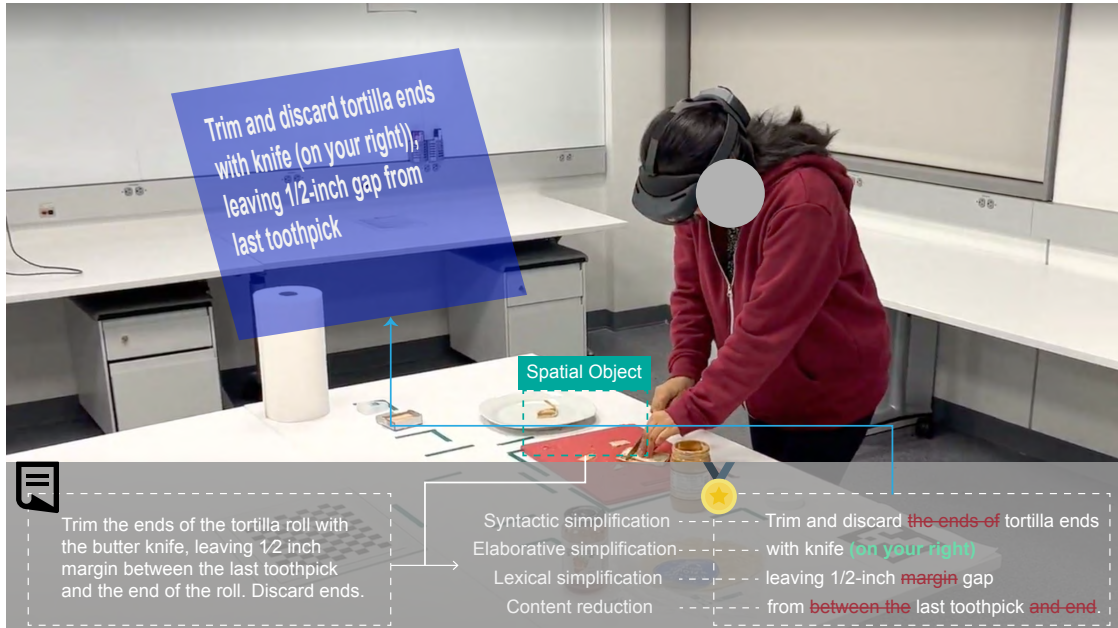 Trim and discard tortilla ends
with knife (on your right)),
leaving 1/2-inch gap from
last toothpick
Spatial Object
Trim the ends of the tortilla roll with
the butter knife, leaving 1⁄2 inch
margin between the last toothpick
and the end of the roll. Discard ends.
Syntactic simplification
Elaborative simplification
Lexical simplification
Content reduction
Trim and discard the ends of tortilla ends
with knife (on your right)
leaving 1/2-inch margin gap
from between the last toothpick and end.